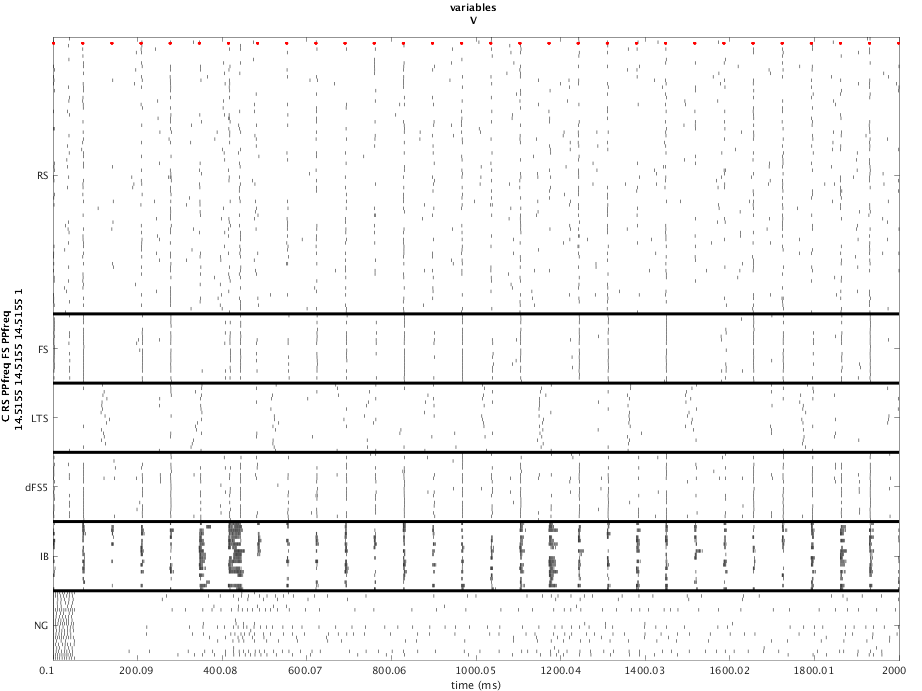 variables
V
RS
FS
LTS
dFS5
IB
NG
C RS PPfreq FS PPfreq
14.5155 14.5155 14.5155 1
0.1 200.09 400.08 600.07 800.06 1000.05 1200.04 1400.03 1600.02 1800.01 2000
time (ms)